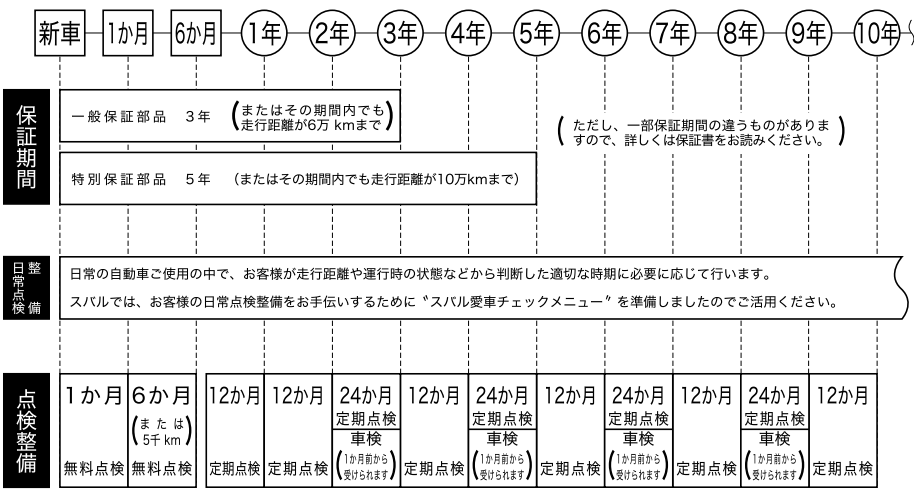 新車 1か月 6か月 1年 2年 3年 4年 5年 6年 7年 8年 9年 10年
保証期間
一般保証部品 3年 (またはその期間内でも
走行距離が6万kmまで)
(ただし、一部保証期間の違うものがありま
すので、詳しくは保証書をお読みください。)
特別保証部品 5年 (またはその期間内でも走行距離が10万kmまで)
日常点検
整備
日常の自動車ご使用の中で、お客様が走行距離や運行時の状態などから判断した適切な時期に必要に応じて行います。
スバルでは、お客様の日常点検整備をお手伝いするために〝スバル愛車チェックメニュー〞を準備しましたのでご活用ください。
点検整備
1か月
無料点検
6か月
(または
5千km)
無料点検
12か月
定期点検
12か月
定期点検
24か月
定期点検
車検
(1か月前から
受けられます)
12か月
定期点検
24か月
定期点検
車検
(1か月前から
受けられます)
12か月
定期点検
24か月
定期点検
車検
(1か月前から
受けられます)
12か月
定期点検
24か月
定期点検
車検
(1か月前から
受けられます)
12か月
定期点検